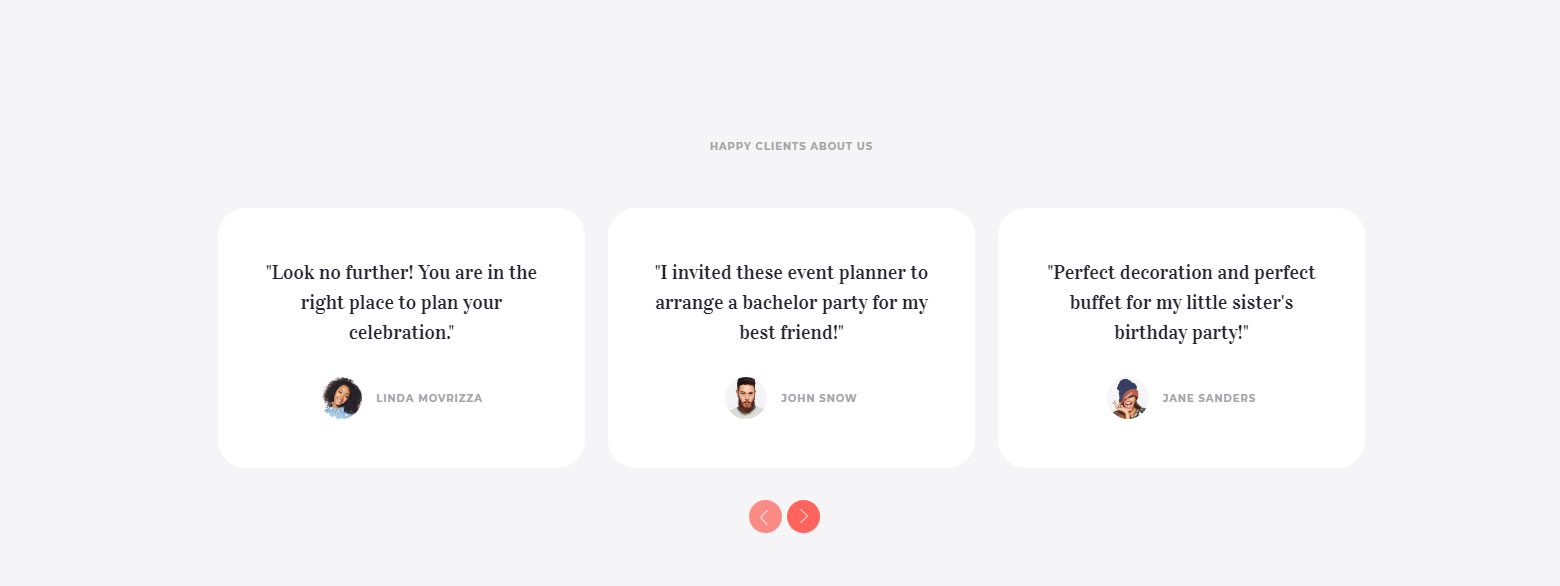 HAPPY CLIENTS ABOUT US
"Look no further! You are in the
right place to plan your
celebration."
LINDA MOVRIZZA
"I invited these event planner to
arrange a bachelor party for my
best friend!"
JOHN SNOW
"Perfect decoration and perfect
buffet for my little sister's
birthday party!"
JANE SANDERS